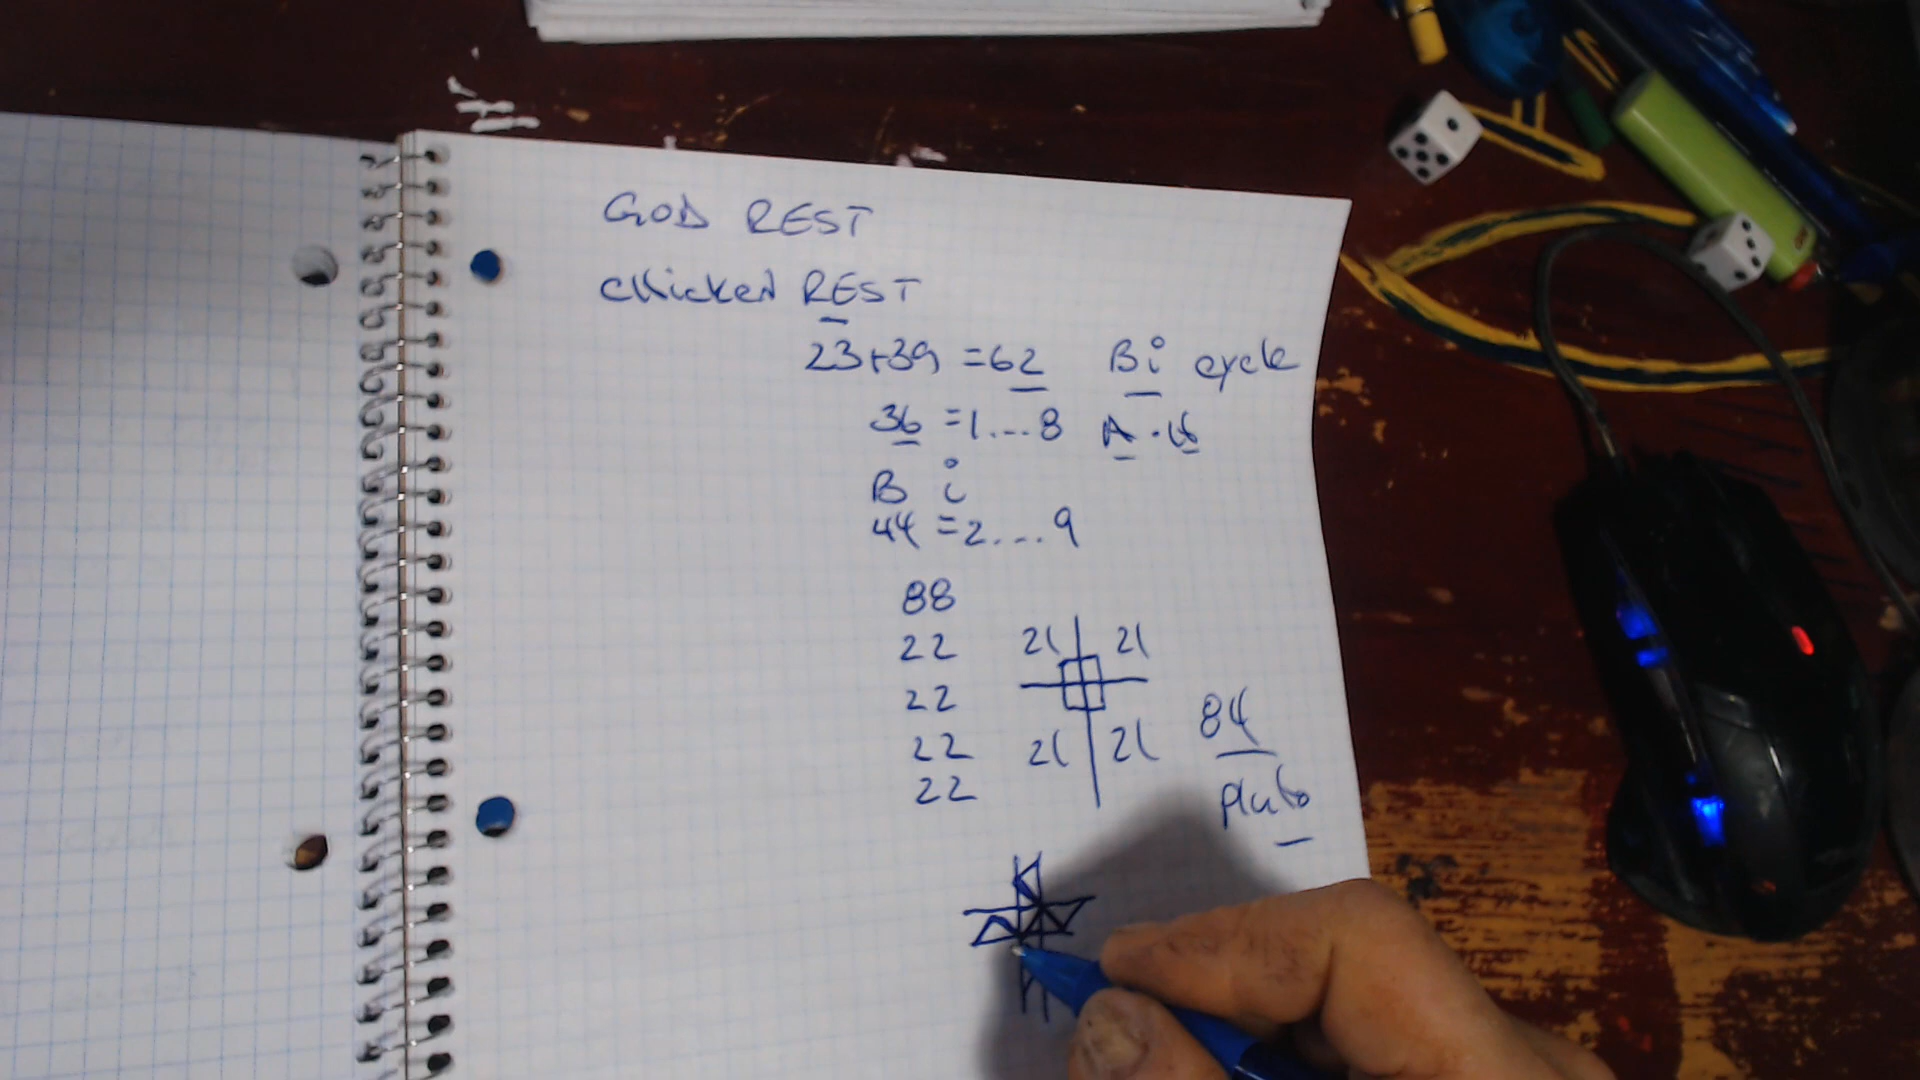 GOD REST
chicken REST
23+39 =62 Bi cycle
36 =1...8 A.
B i
44 =2...9
88
22 21 21
22
84
22 21 21
22
pluto